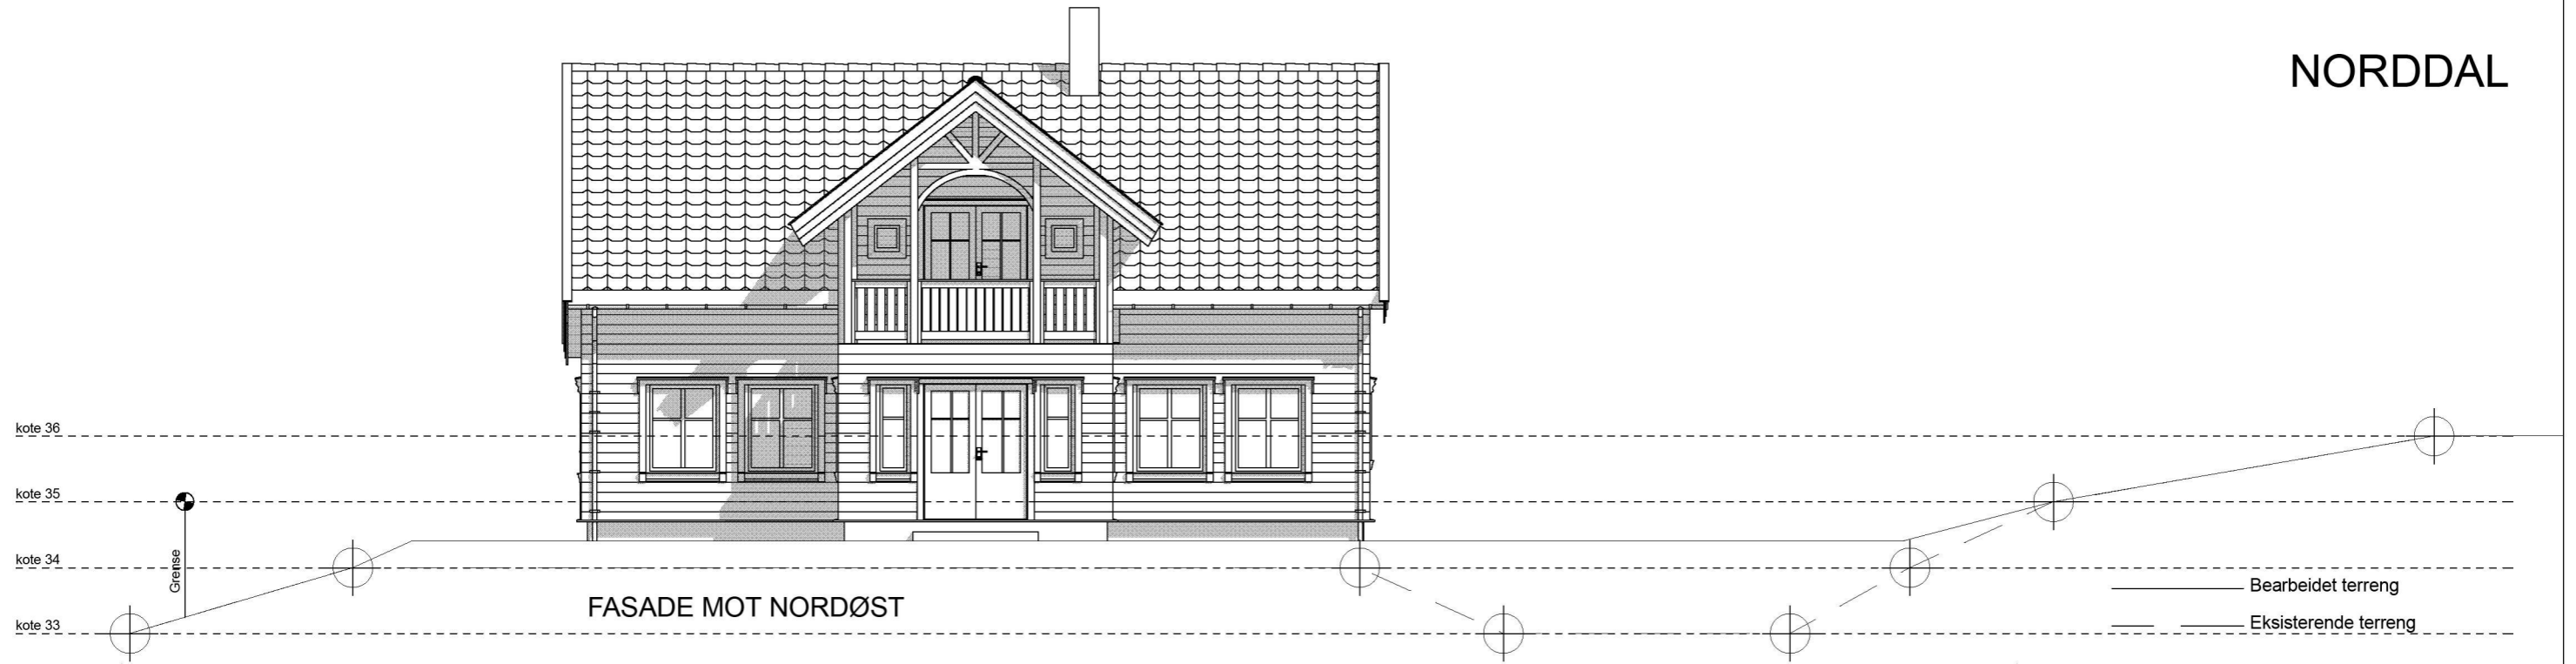 NORDDAL
kote 36
kote 35
Grense
kote 34
Bearbeidet terreng
FASADE MOT NORDØST
Eksisterende terreng
kote 33